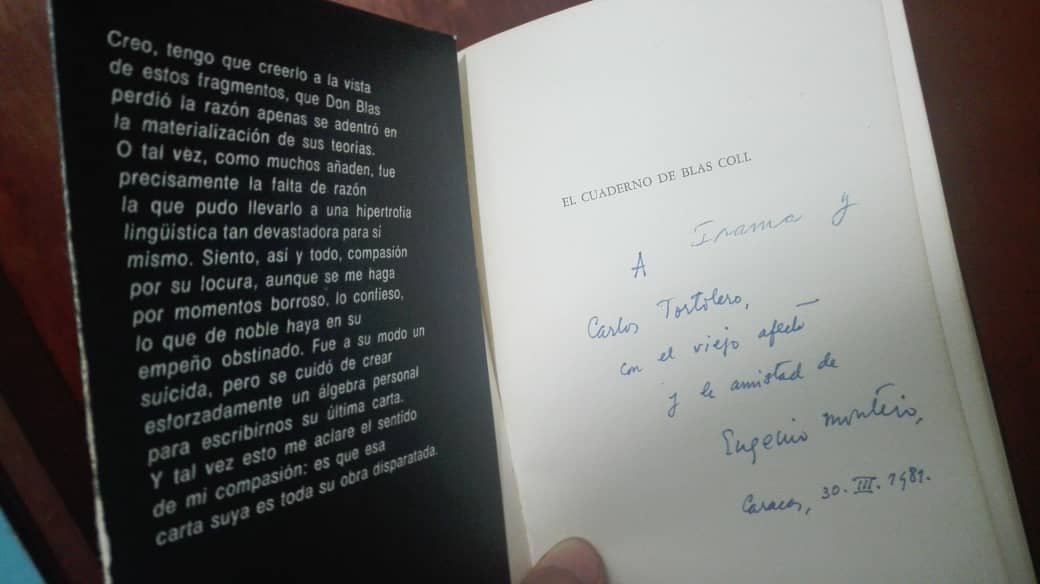 Creo, tengo que creerlo a la vista
de estos fragmentos, que Don Blas
perdió la razón apenas se adentró en
la materialización de sus teorías.
O tal vèz, como muchos añaden, fue
precisamente la falta de razón
la que pudo llevarlo a una hipertrofia
lingüística tan devastadora para sí
mismo. Siento, así y todo, compasión
por su locura, aunque se me haga
por momentos borroso, lo confieso,
lo que de noble haya en su
empeño obstinado. Fue a su modo un
suicida, pero se cuidó de crear
esforzadamente un álgebra personal
para escribirnos su última carta.
Y tal vez esto me aclare el sentido
de mi compasión: es que esa
carta suya es toda su obra disparatada.
EL CUADERNO DE BLAS COLL
A Irama y
Carlos Tortolero,
con el viejo afecto
y la amistad de
Eugenio Montejo,
Caracas, 30.III.1981.